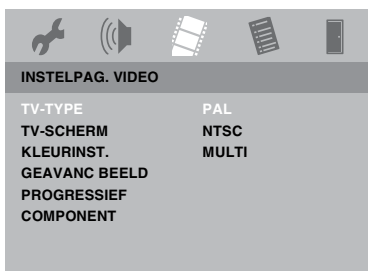 INSTELPAG. VIDEO
TV-TYPE PAL
TV-SCHERM NTSC
KLEURINST. MULTI
GEAVANC BEELD
PROGRESSIEF
COMPONENT